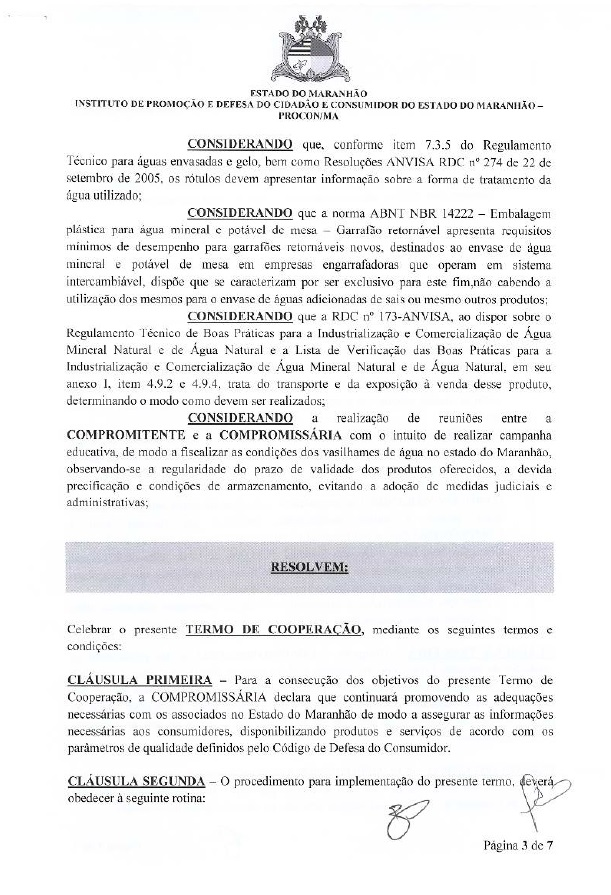 ESTADO DO MARANHÃO
INSTITUTO DE PROMOÇÃO E DEFESA DO CIDADÃO E CONSUMIDOR DO ESTADO DO MARANHÃO –
PROCON/MA
CONSIDERANDO que, conforme item 7.3.5 do Regulamento
Técnico para águas envasadas e gelo, bem como Resoluções ANVISA RDC nº 274 de 22 de
setembro de 2005, os rótulos devem apresentar informação sobre a forma de tratamento da
água utilizado;
CONSIDERANDO que a norma ABNT NBR 14222 – Embalagem
plástica para água mineral e potável de mesa – Garrafão retornável apresenta requisitos
mínimos de desempenho para garrafões retornáveis novos, destinados ao envase de água
mineral e potável de mesa em empresas engarrafadoras que operam em sistema
intercambiável, dispõe que se caracterizam por ser exclusivo para este fim,não cabendo a
utilização dos mesmos para o envase de águas adicionadas de sais ou mesmo outros produtos;
CONSIDERANDO que a RDC nº 173-ANVISA, ao dispor sobre o
Regulamento Técnico de Boas Práticas para a Industrialização e Comercialização de Água
Mineral Natural e de Água Natural e a Lista de Verificação das Boas Práticas para a
Industrialização e Comercialização de Água Mineral Natural e de Água Natural, em seu
anexo I, item 4.9.2 e 4.9.4, trata do transporte e da exposição à venda desse produto,
determinando o modo como devem ser realizados;
CONSIDERANDO a realização de reuniões entre a
COMPROMITENTE e a COMPROMISSÁRIA com o intuito de realizar campanha
educativa, de modo a fiscalizar as condições dos vasilhames de água no estado do Maranhão,
observando-se a regularidade do prazo de validade dos produtos oferecidos, a devida
precificação e condições de armazenamento, evitando a adoção de medidas judiciais e
administrativas;
RESOLVEM:
Celebrar o presente TERMO DE COOPERAÇÃO, mediante os seguintes termos e
condições:
CLÁUSULA PRIMEIRA – Para a consecução dos objetivos do presente Termo de
Cooperação, a COMPROMISSÁRIA declara que continuará promovendo as adequações
necessárias com os associados no Estado do Maranhão de modo a assegurar as informações
necessárias aos consumidores, disponibilizando produtos e serviços de acordo com os
parâmetros de qualidade definidos pelo Código de Defesa do Consumidor.
CLÁUSULA SEGUNDA – O procedimento para implementação do presente termo, deverá
obedecer à seguinte rotina:
Página 3 de 7